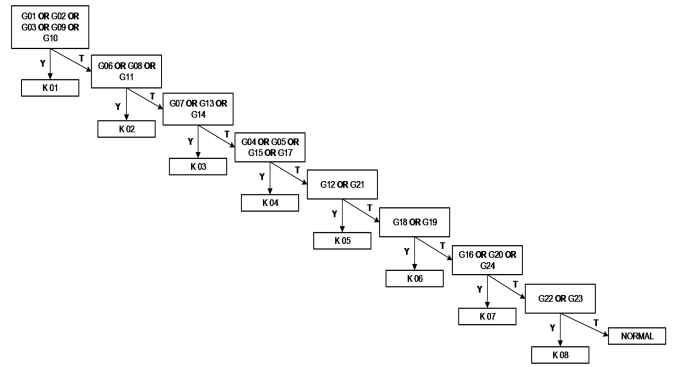 G01 OR G02 OR
G03 OR G09 OR
G10
Y
T
K 01
G06 OR G08 OR
G11
Y
T
K 02
G07 OR G13 OR
G14
Y
T
K 03
G04 OR G05 OR
G15 OR G17
Y
T
K 04
G12 OR G21
Y
T
K 05
G18 OR G19
Y
T
K 06
G16 OR G20 OR
G24
Y
T
K 07
G22 OR G23
Y
T
K 08
NORMAL